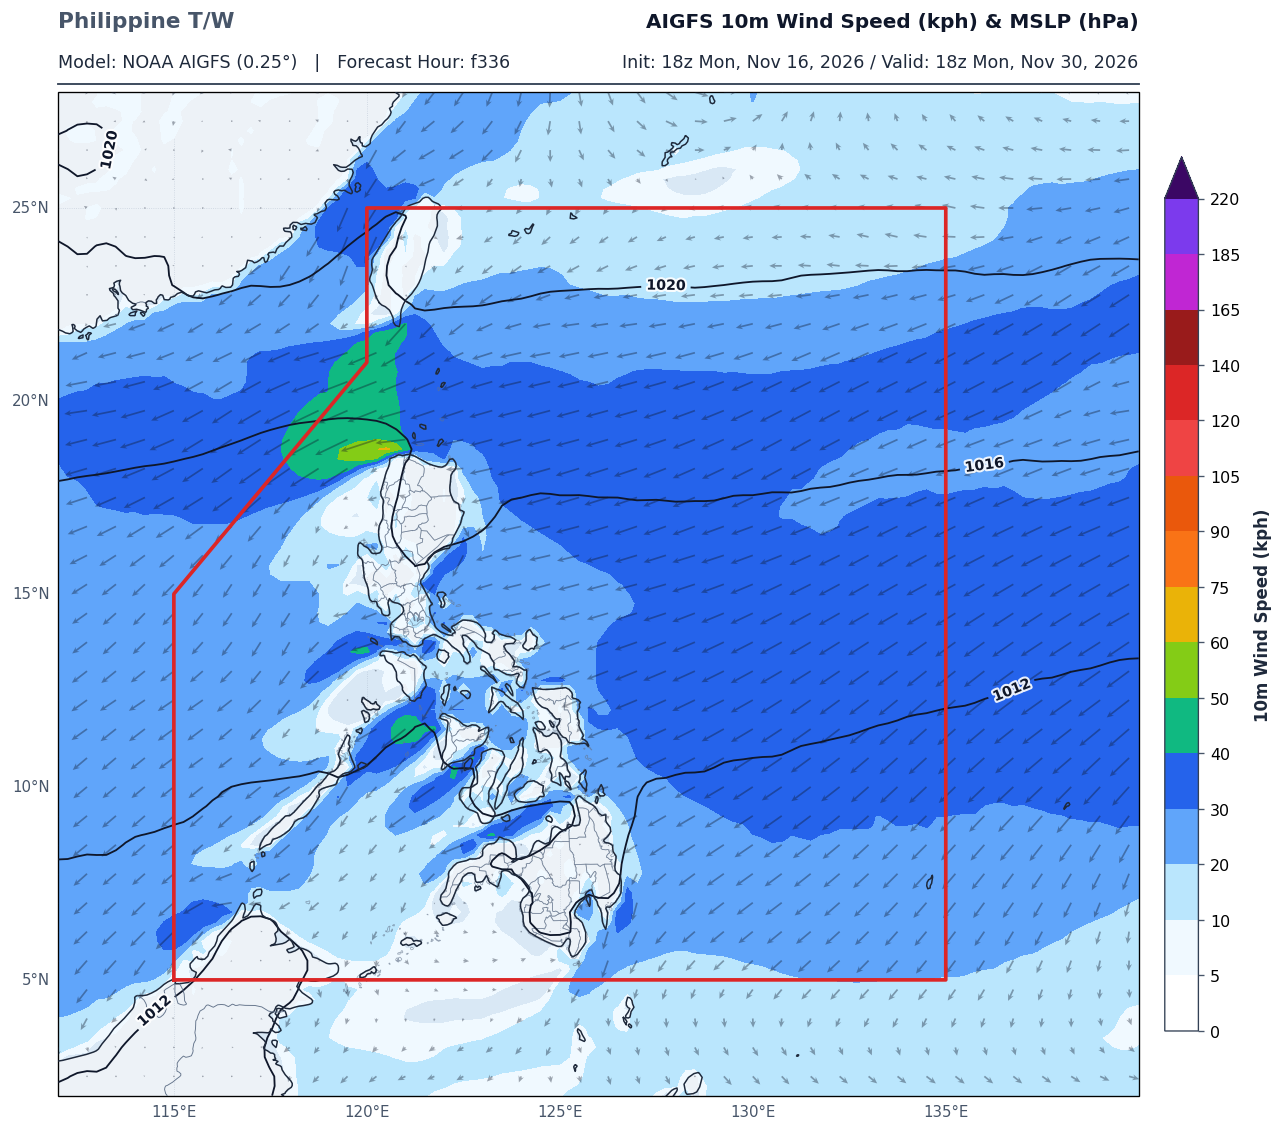 Philippine T/W
AIGFS 10m Wind Speed (kph) & MSLP (hPa)
Model: NOAA AIGFS (0.25°) | Forecast Hour: f336
Init: 18z Mon, Nov 16, 2026 / Valid: 18z Mon, Nov 30, 2026
1020
1020
1016
1012
1012
25°N
20°N
15°N
10°N
5°N
115°E
120°E
125°E
130°E
135°E
220
185
165
140
120
105
90
75
60
50
40
30
20
10
5
0
10m Wind Speed (kph)